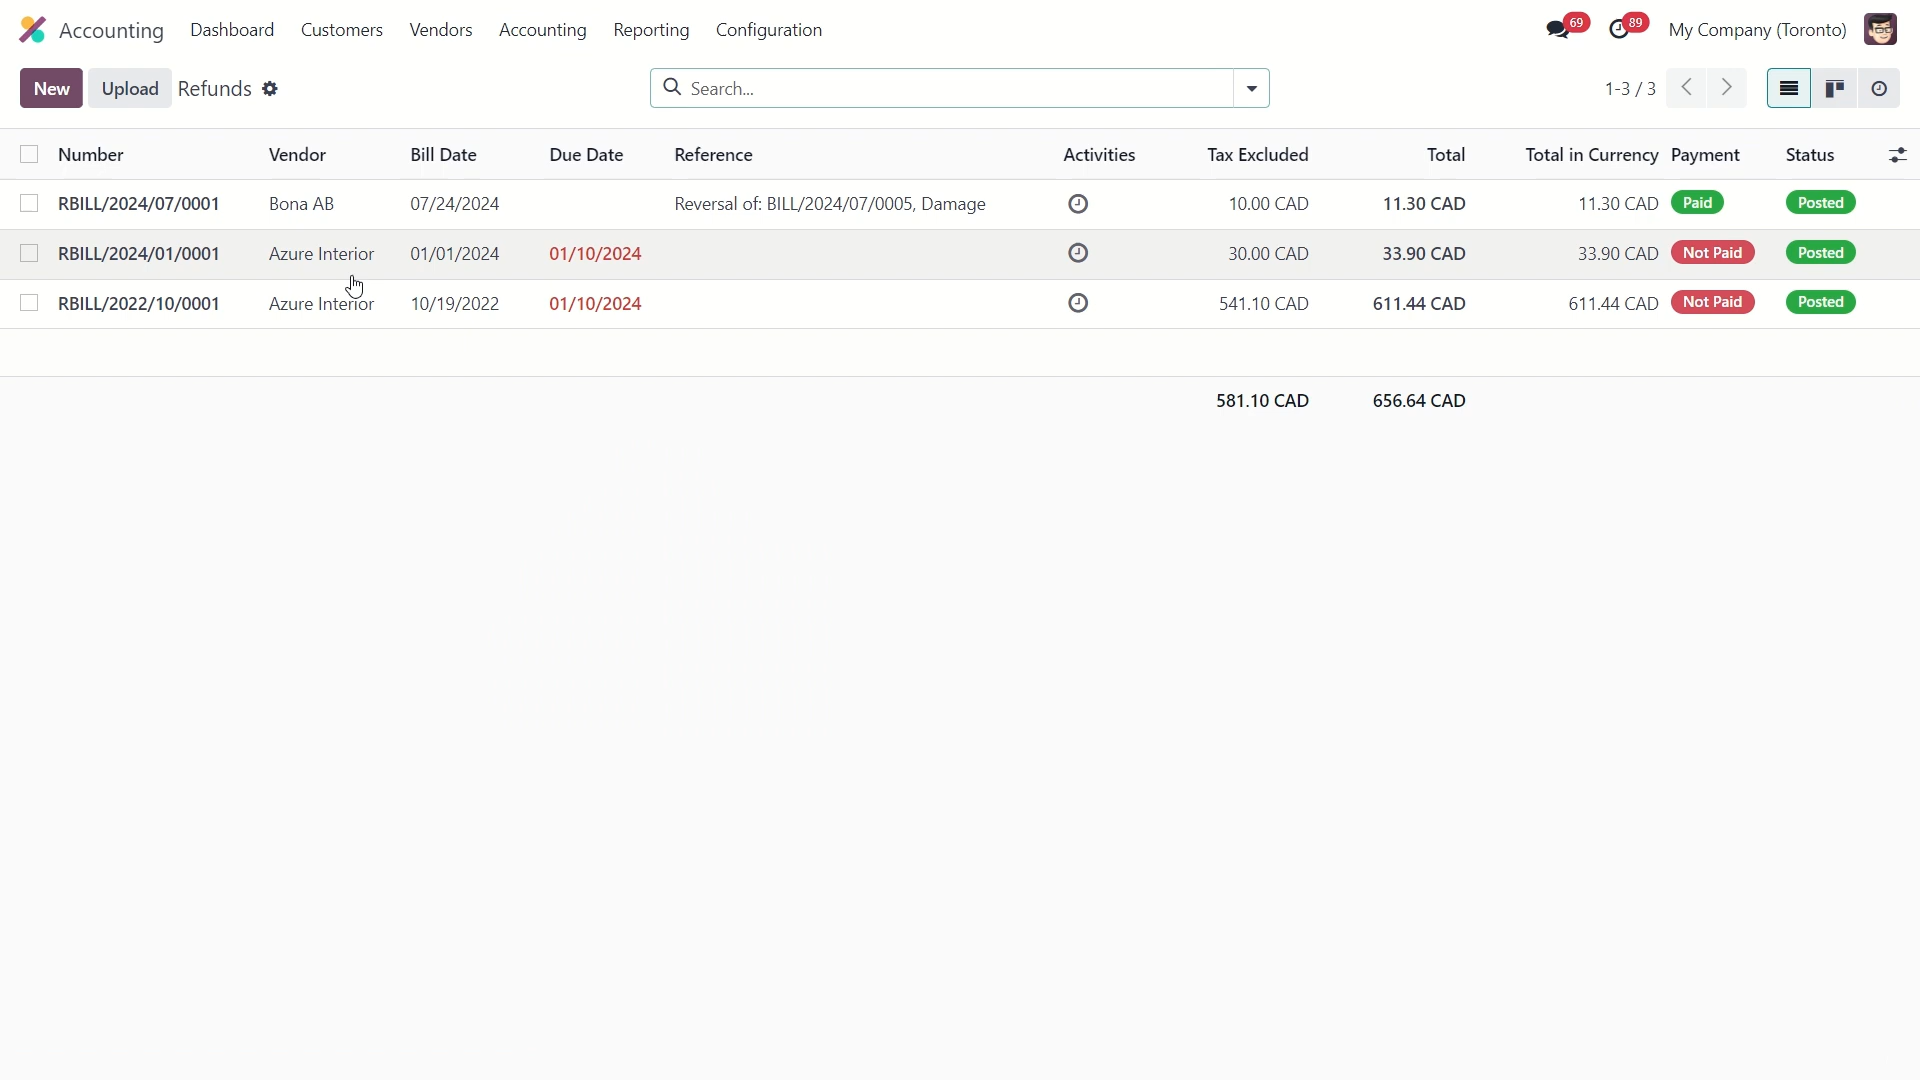 Accounting Dashboard Customers Vendors Accounting Reporting Configuration 69 89 My Company (Toronto)
New Upload Refunds Search... 1-3 / 3
Number Vendor Bill Date Due Date Reference Activities Tax Excluded Total Total in Currency Payment Status
RBILL/2024/07/0001 Bona AB 07/24/2024 Reversal of: BILL/2024/07/0005, Damage 10.00 CAD 11.30 CAD 11.30 CAD Paid Posted
RBILL/2024/01/0001 Azure Interior 01/01/2024 01/10/2024 30.00 CAD 33.90 CAD 33.90 CAD Not Paid Posted
RBILL/2022/10/0001 Azure Interior 10/19/2022 01/10/2024 541.10 CAD 611.44 CAD 611.44 CAD Not Paid Posted
581.10 CAD 656.64 CAD